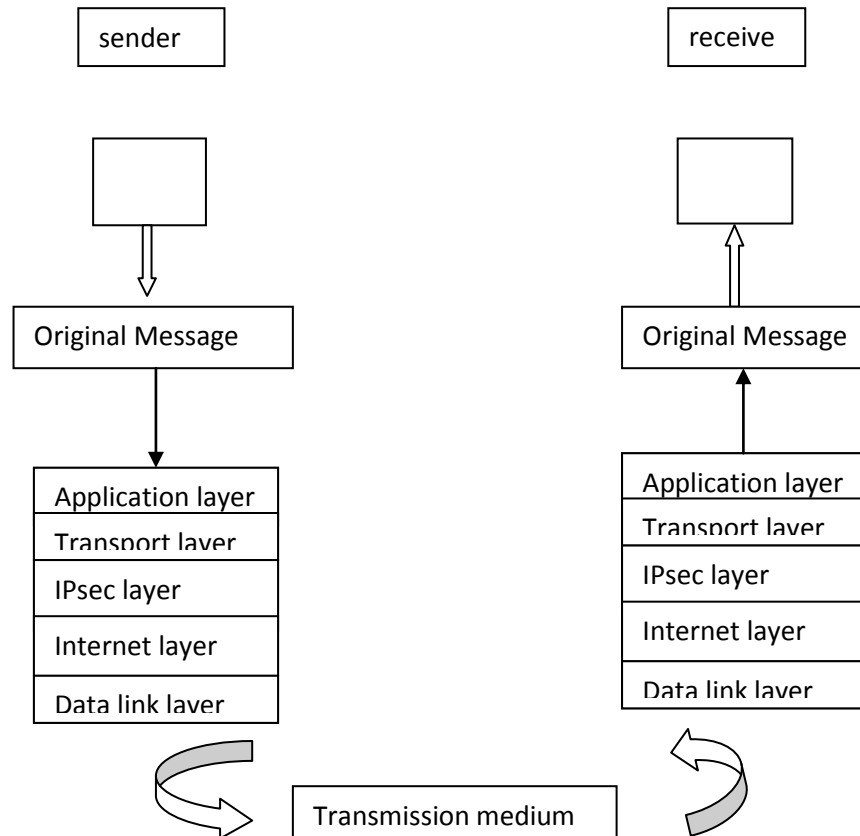 sender
receive
Original Message
Original Message
Application layer
Transport layer
IPsec layer
Internet layer
Data link layer
Application layer
Transport layer
IPsec layer
Internet layer
Data link layer
Transmission medium